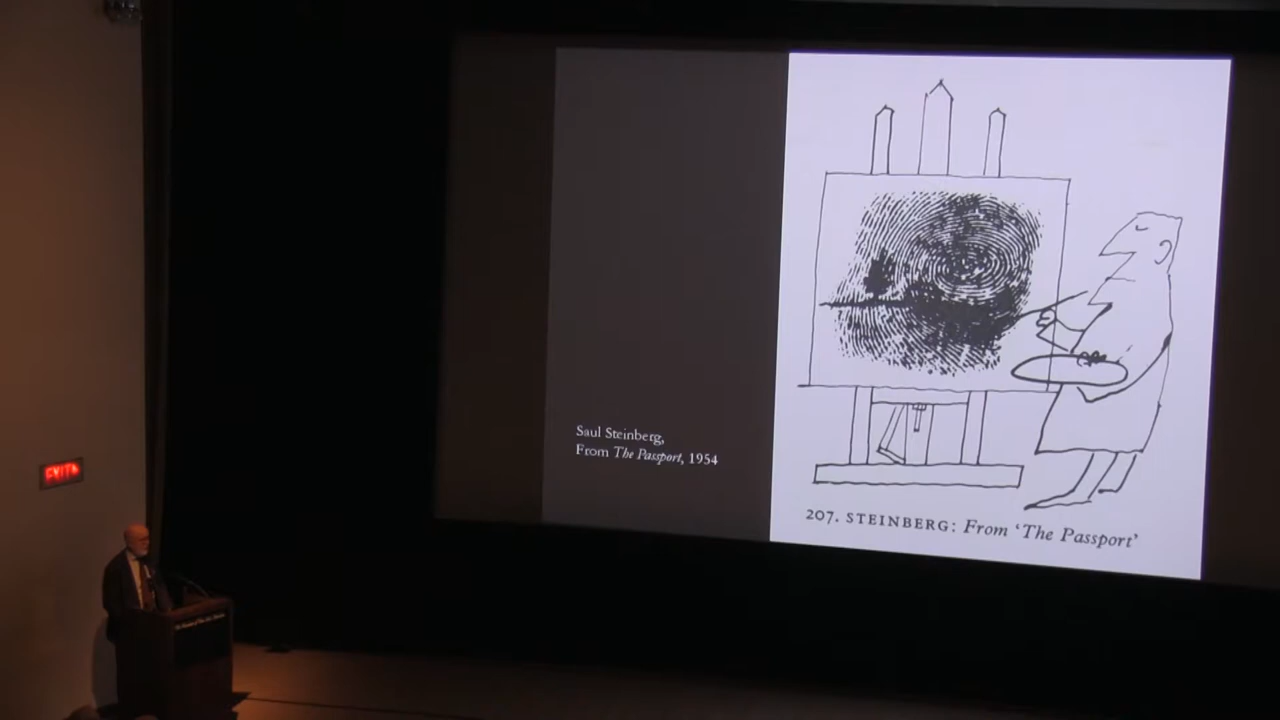 EXIT
Saul Steinberg,
From The Passport, 1954
207. STEINBERG: From ‘The Passport’